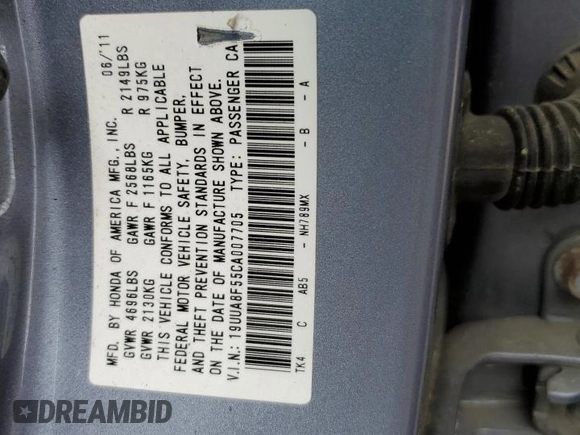 MFD. BY HONDA OF AMERICA MFG., INC. 06/'11
GVWR 4696LBS GAWR F 2568LBS R 2149LBS
GVWR 2130KG GAWR F 1165KG R 975KG
THIS VEHICLE CONFORMS TO ALL APPLICABLE
FEDERAL MOTOR VEHICLE SAFETY, BUMPER,
AND THEFT PREVENTION STANDARDS IN EFFECT
ON THE DATE OF MANUFACTURE SHOWN ABOVE.
V.I.N.: 19UUA8F55CA007705 TYPE: PASSENGER CA
TK4 C AB5 - NH789MX - B - A
DREAMBID